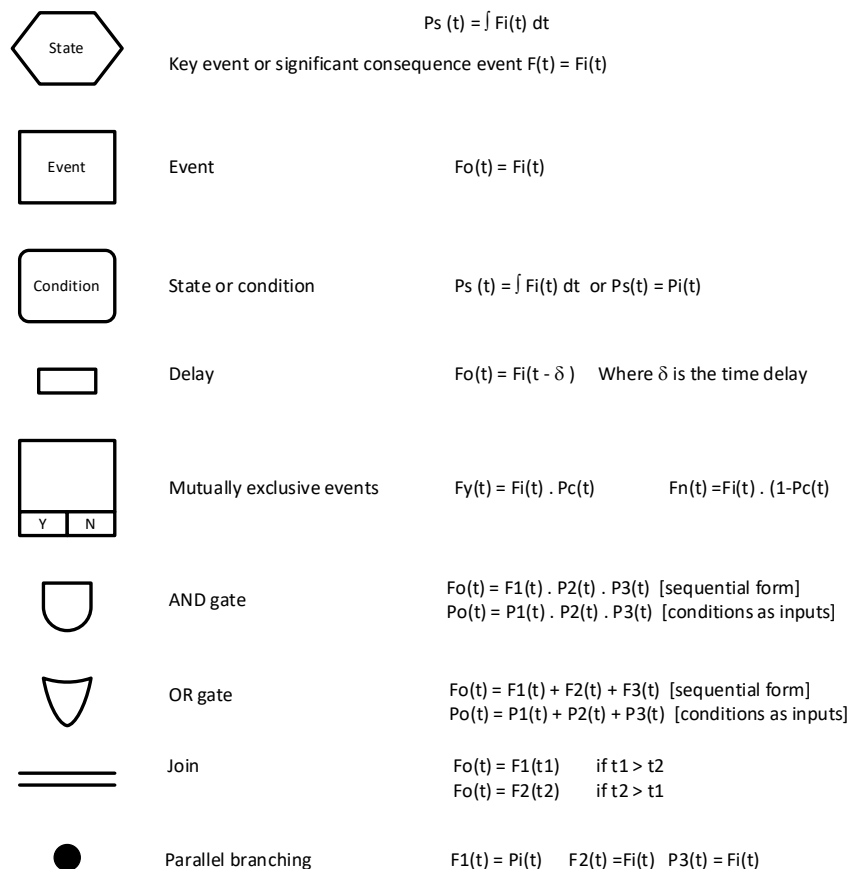 Ps (t) = ∫ Fi(t) dt
State
Key event or significant consequence event F(t) = Fi(t)
Event Event Fo(t) = Fi(t)
Condition State or condition Ps (t) = ∫ Fi(t) dt or Ps(t) = Pi(t)
Delay Fo(t) = Fi(t - δ ) Where δ is the time delay
Mutually exclusive events Fy(t) = Fi(t) . Pc(t) Fn(t) =Fi(t) . (1-Pc(t)
Y N
AND gate Fo(t) = F1(t) . P2(t) . P3(t) [sequential form]
Po(t) = P1(t) . P2(t) . P3(t) [conditions as inputs]
OR gate Fo(t) = F1(t) + F2(t) + F3(t) [sequential form]
Po(t) = P1(t) + P2(t) + P3(t) [conditions as inputs]
Join Fo(t) = F1(t1) if t1 > t2
Fo(t) = F2(t2) if t2 > t1
Parallel branching F1(t) = Pi(t) F2(t) =Fi(t) P3(t) = Fi(t)